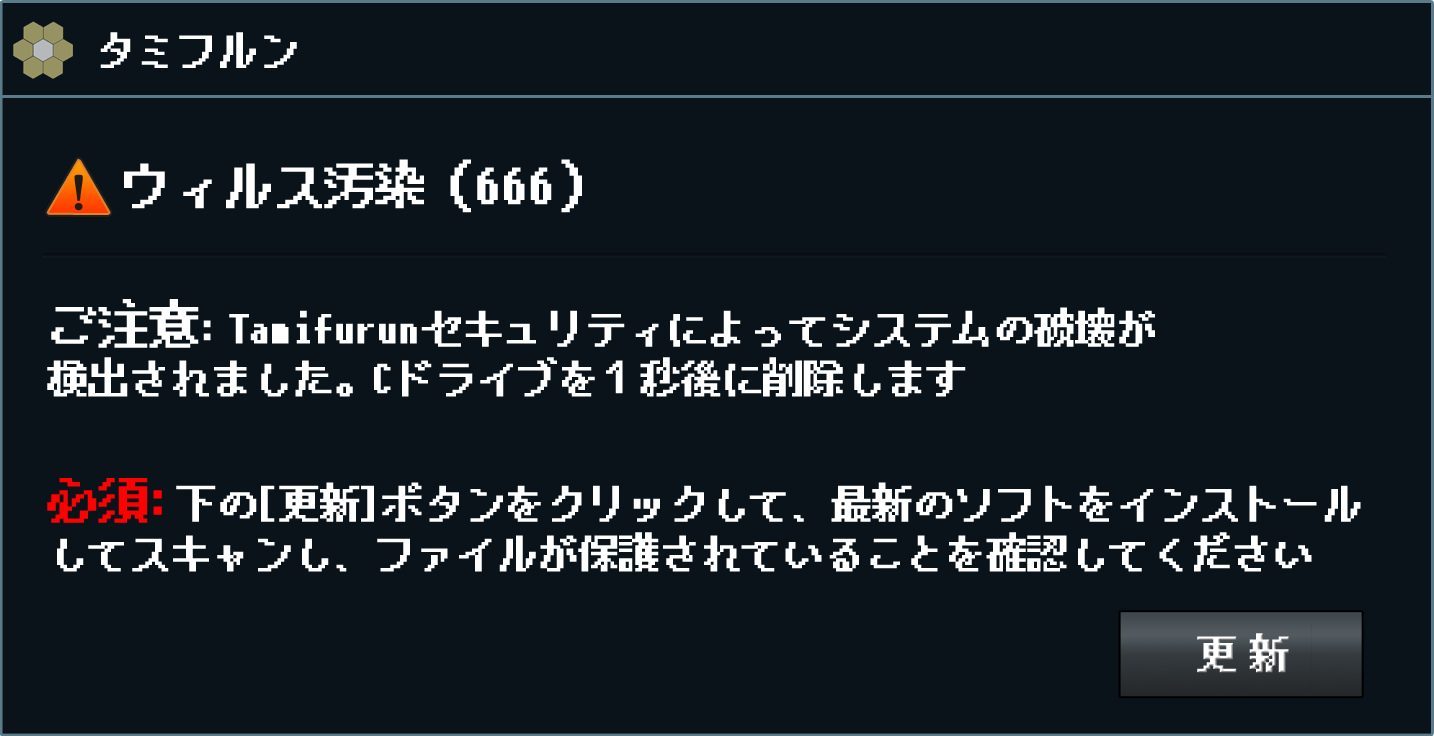 タミフルン
ウィルス汚染（666）
ご注意: Tamifurunセキュリティによってシステムの破壊が
検出されました。Cドライブを１秒後に削除します
必須: 下の[更新]ボタンをクリックして、最新のソフトをインストール
してスキャンし、ファイルが保護されていることを確認してください
更新